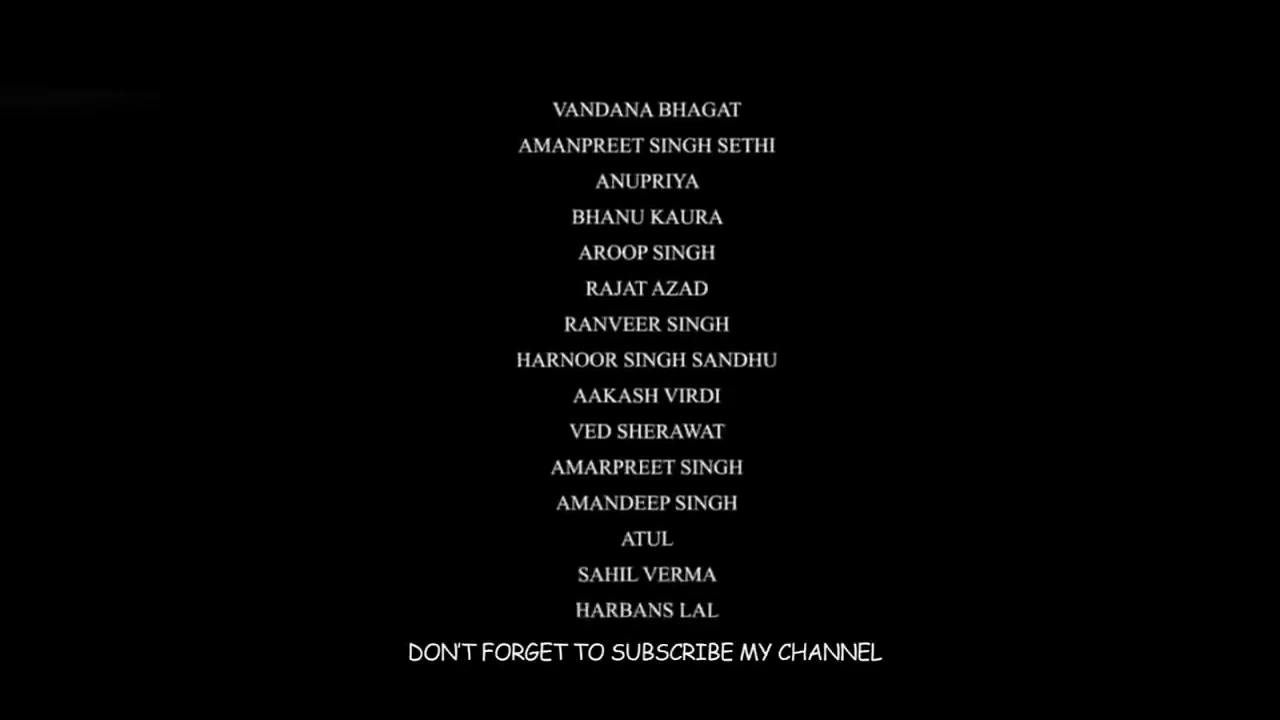 VANDANA BHAGAT
AMANPREET SINGH SETHI
ANUPRIYA
BHANU KAURA
AROOP SINGH
RAJAT AZAD
RANVEER SINGH
HARNOOR SINGH SANDHU
AAKASH VIRDI
VED SHERAWAT
AMARPREET SINGH
AMANDEEP SINGH
ATUL
SAHIL VERMA
HARBANS LAL
DON'T FORGET TO SUBSCRIBE MY CHANNEL